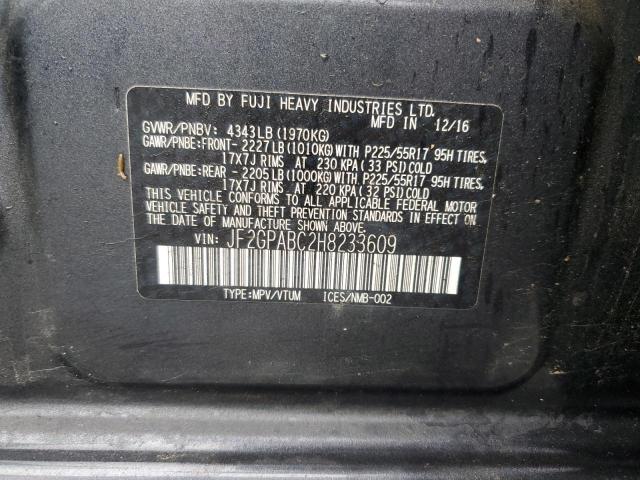 MFD BY FUJI HEAVY INDUSTRIES LTD.
MFD IN 12/16
GVWR/PNBV: 4343LB(1970KG)
GAWR/PNBE:FRONT- 2227LB(1010KG)WITH P225/55R17 95H TIRES,
17X7J RIMS AT 230 KPA(33 PSI)COLD
GAWR/PNBE:REAR - 2205LB(1000KG)WITH P225/55R17 95H TIRES,
17X7J RIMS AT 220 KPA(32 PSI)COLD
THIS VEHICLE CONFORMS TO ALL APPLICABLE FEDERAL MOTOR
VEHICLE SAFETY AND THEFT PREVENTION STANDARDS IN EFFECT ON
THE DATE OF MANUFACTURE SHOWN ABOVE.
VIN: JF2GPABC2H8233609
TYPE:MPV/VTUM ICES/NMB-002